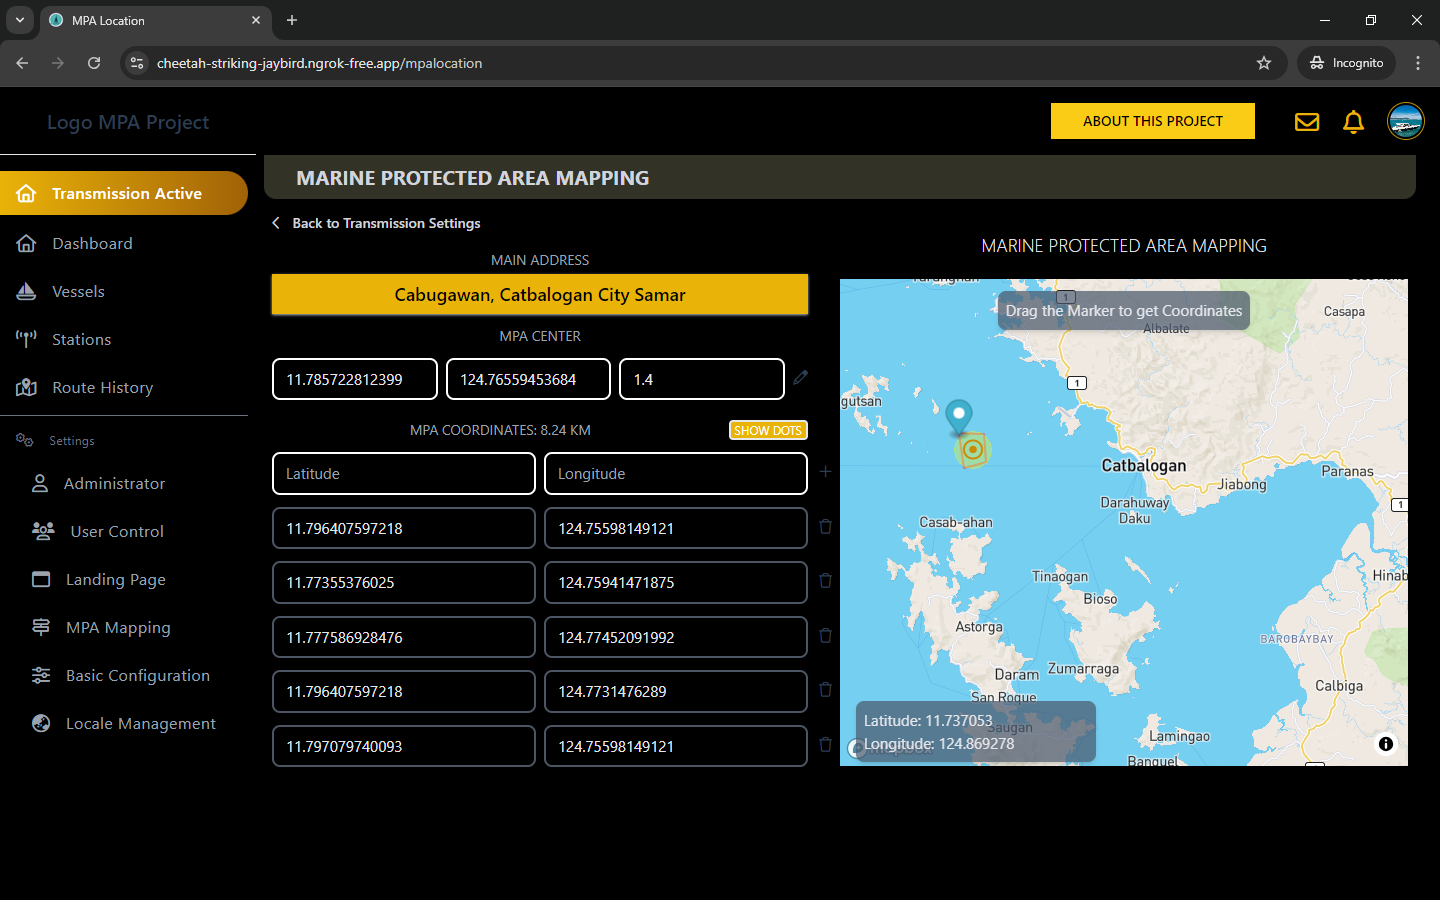 MPA Location
cheetah-striking-jaybird.ngrok-free.app/mpalocation
Incognito
Logo MPA Project
ABOUT THIS PROJECT
Transmission Active
Dashboard
Vessels
Stations
Route History
Settings
Administrator
User Control
Landing Page
MPA Mapping
Basic Configuration
Locale Management
MARINE PROTECTED AREA MAPPING
Back to Transmission Settings
MAIN ADDRESS
Cabugawan, Catbalogan City Samar
MPA CENTER
11.785722812399 124.76559453684 1.4
MPA COORDINATES: 8.24 KM SHOW DOTS
Latitude Longitude
11.796407597218 124.75598149121
11.77355376025 124.75941471875
11.777586928476 124.77452091992
11.796407597218 124.7731476289
11.797079740093 124.75598149121
MARINE PROTECTED AREA MAPPING
1
Drag the Marker to get Coordinates
Casapa
Albalate
1
gutsan
Catbalogan
Paranas
Jiabong
Darahuway
Daku
1
Casab-ahan
Tinaogan
Hinab
Bioso
Astorga
BAROBAYBAY
Daram
Zumarraga
Calbiga
San Roque
Latitude: 11.737053
Saugan
Longitude: 124.869278
Lamingao
Banquel